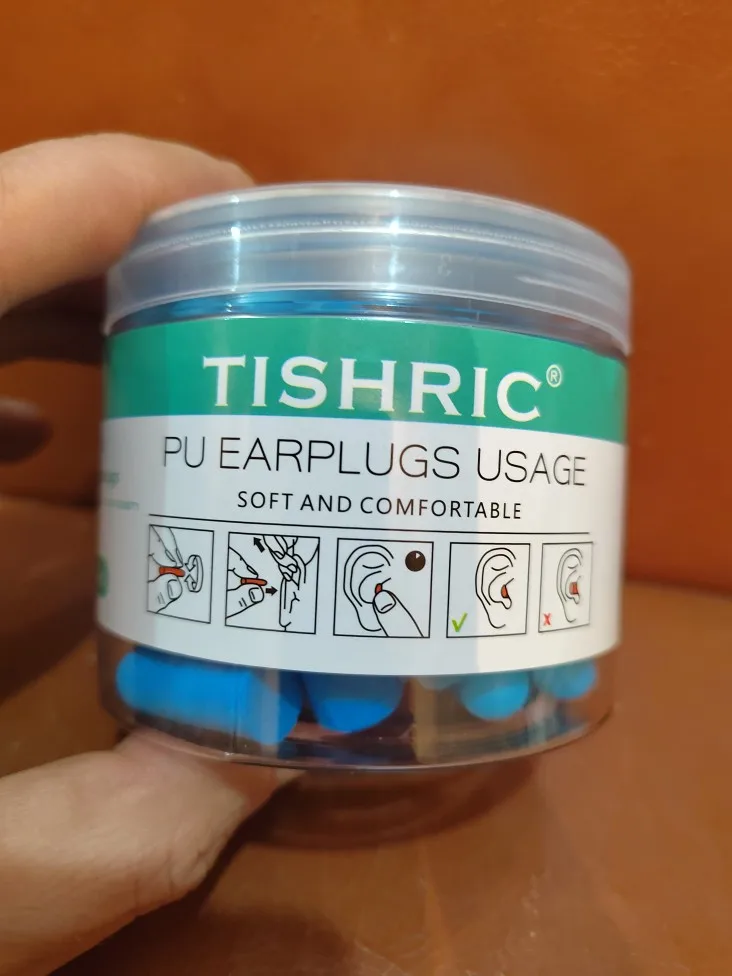 TISHRIC®
PU EARPLUGS USAGE
SOFT AND COMFORTABLE